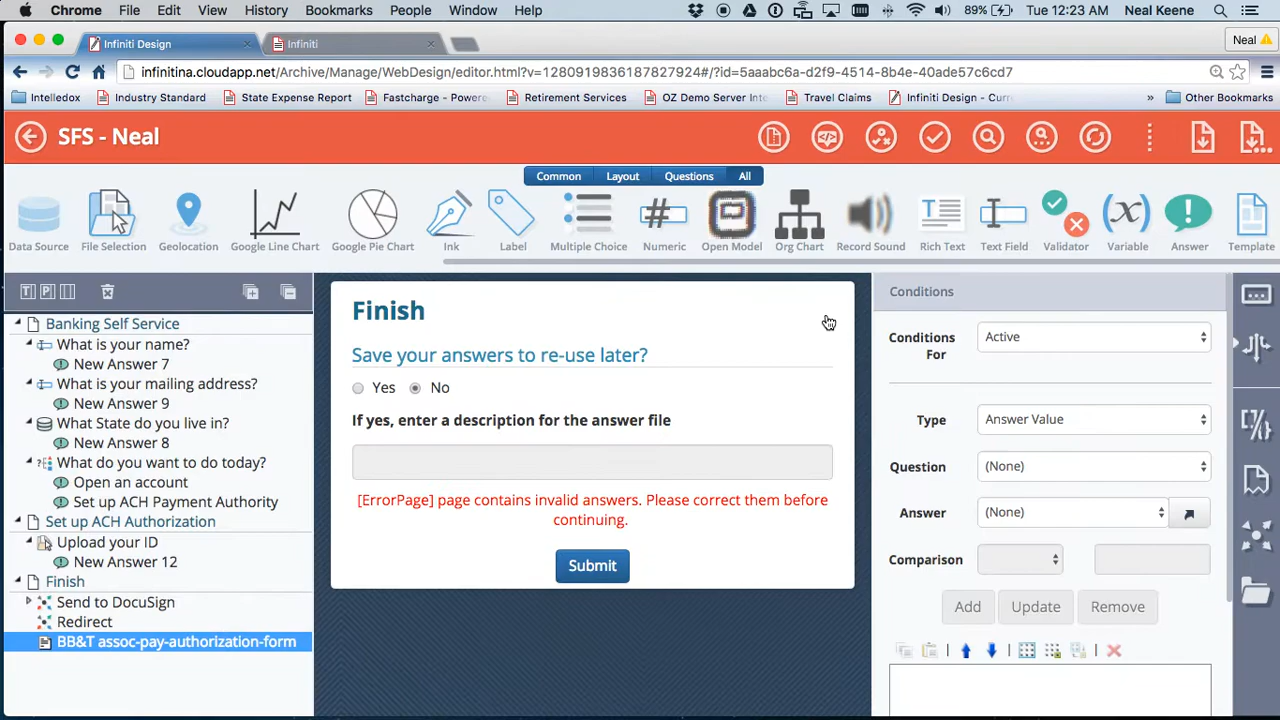 Chrome File Edit View History Bookmarks People Window Help 89% Tue 12:23 AM Neal Keene
Infiniti Design Infiniti Neal
infinitina.cloudapp.net/Archive/Manage/WebDesign/editor.html?v=1280919836187827924#/?id=5aaabc6a-d2f9-4514-8b4e-40ade57c6cd7
Intelledox Industry Standard State Expense Report Fastcharge - Powere Retirement Services OZ Demo Server Inte Travel Claims Infiniti Design - Curr » Other Bookmarks
SFS - Neal
Common Layout Questions All
Data Source File Selection Geolocation Google Line Chart Google Pie Chart Ink Label Multiple Choice Numeric Open Model Org Chart Record Sound Rich Text Text Field Validator Variable Answer Template
Banking Self Service
What is your name?
New Answer 7
What is your mailing address?
New Answer 9
What State do you live in?
New Answer 8
What do you want to do today?
Open an account
Set up ACH Payment Authority
Set up ACH Authorization
Upload your ID
New Answer 12
Finish
Send to DocuSign
Redirect
BB&T assoc-pay-authorization-form
Finish
Save your answers to re-use later?
Yes No
If yes, enter a description for the answer file
[ErrorPage] page contains invalid answers. Please correct them before
continuing.
Submit
Conditions
Conditions For Active
Type Answer Value
Question (None)
Answer (None)
Comparison
Add Update Remove